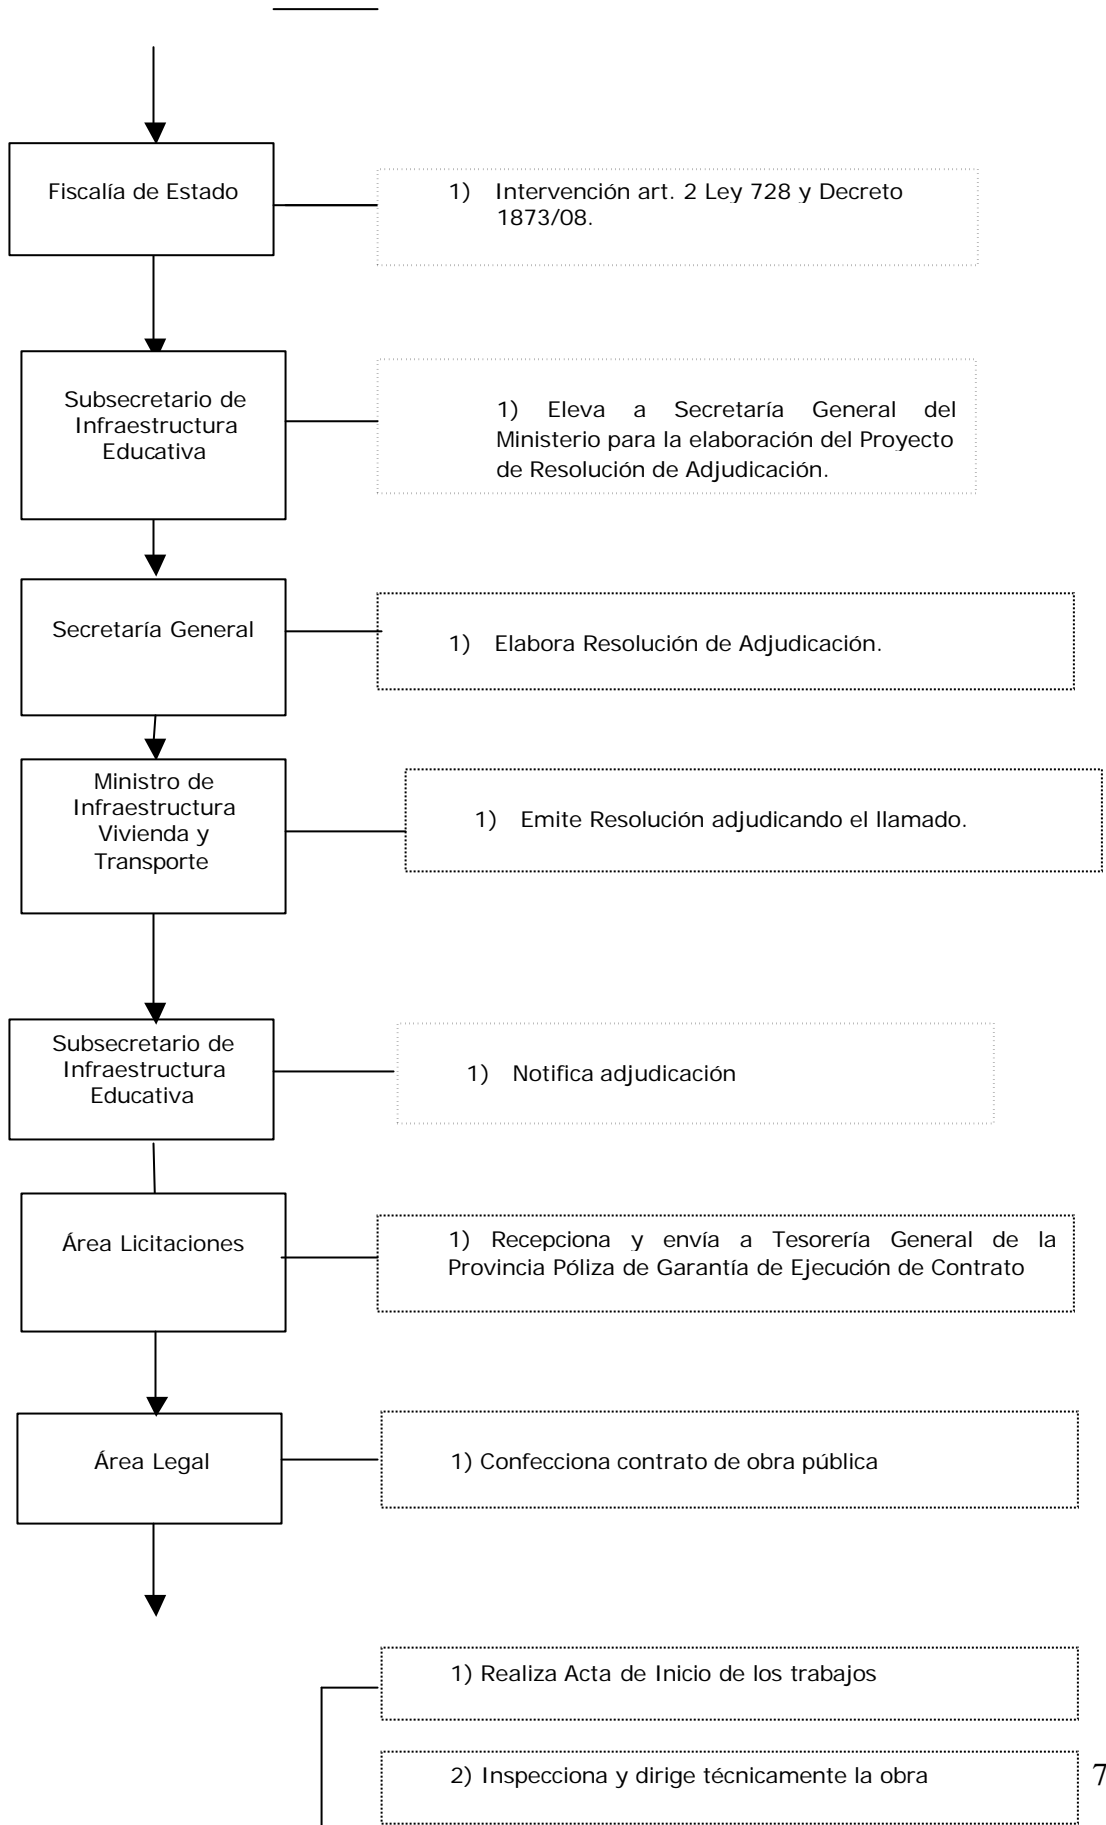 Fiscalía de Estado
1) Intervención art. 2 Ley 728 y Decreto
1873/08.
Subsecretario de
Infraestructura
Educativa
1) Eleva a Secretaría General del
Ministerio para la elaboración del Proyecto
de Resolución de Adjudicación.
Secretaría General
1) Elabora Resolución de Adjudicación.
Ministro de
Infraestructura
Vivienda y
Transporte
1) Emite Resolución adjudicando el llamado.
Subsecretario de
Infraestructura
Educativa
1) Notifica adjudicación
Área Licitaciones
1) Recepciona y envía a Tesorería General de la
Provincia Póliza de Garantía de Ejecución de Contrato
Área Legal
1) Confecciona contrato de obra pública
1) Realiza Acta de Inicio de los trabajos
2) Inspecciona y dirige técnicamente la obra
7